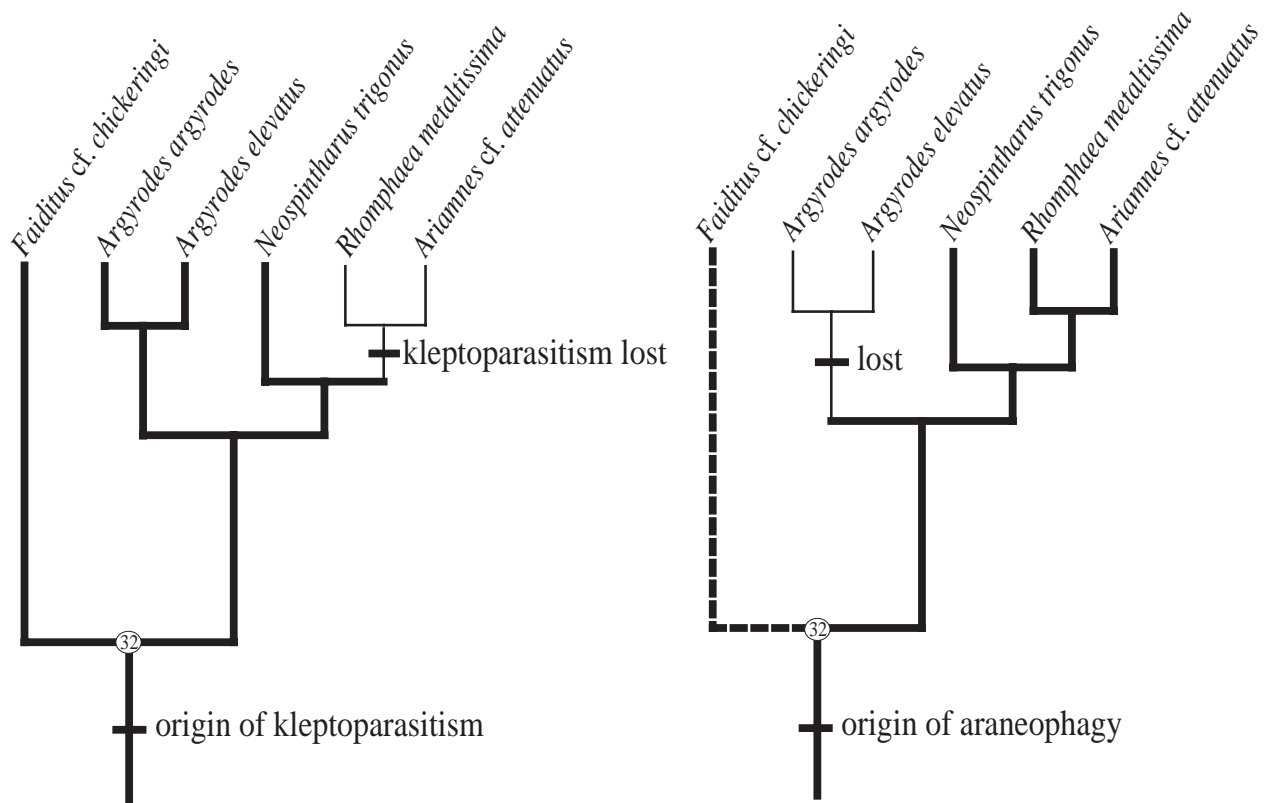 Faiditus cf. chickeringi
Argyrodes argyrodes
Argyrodes elevatus
Neospintharus trigonus
Rhomphaea metaltissima
Ariamnes cf. attenuatus
kleptoparasitism lost
32
origin of kleptoparasitism
Faiditus cf. chickeringi
Argyrodes argyrodes
Argyrodes elevatus
Neospintharus trigonus
Rhomphaea metaltissima
Ariamnes cf. attenuatus
lost
32
origin of araneophagy